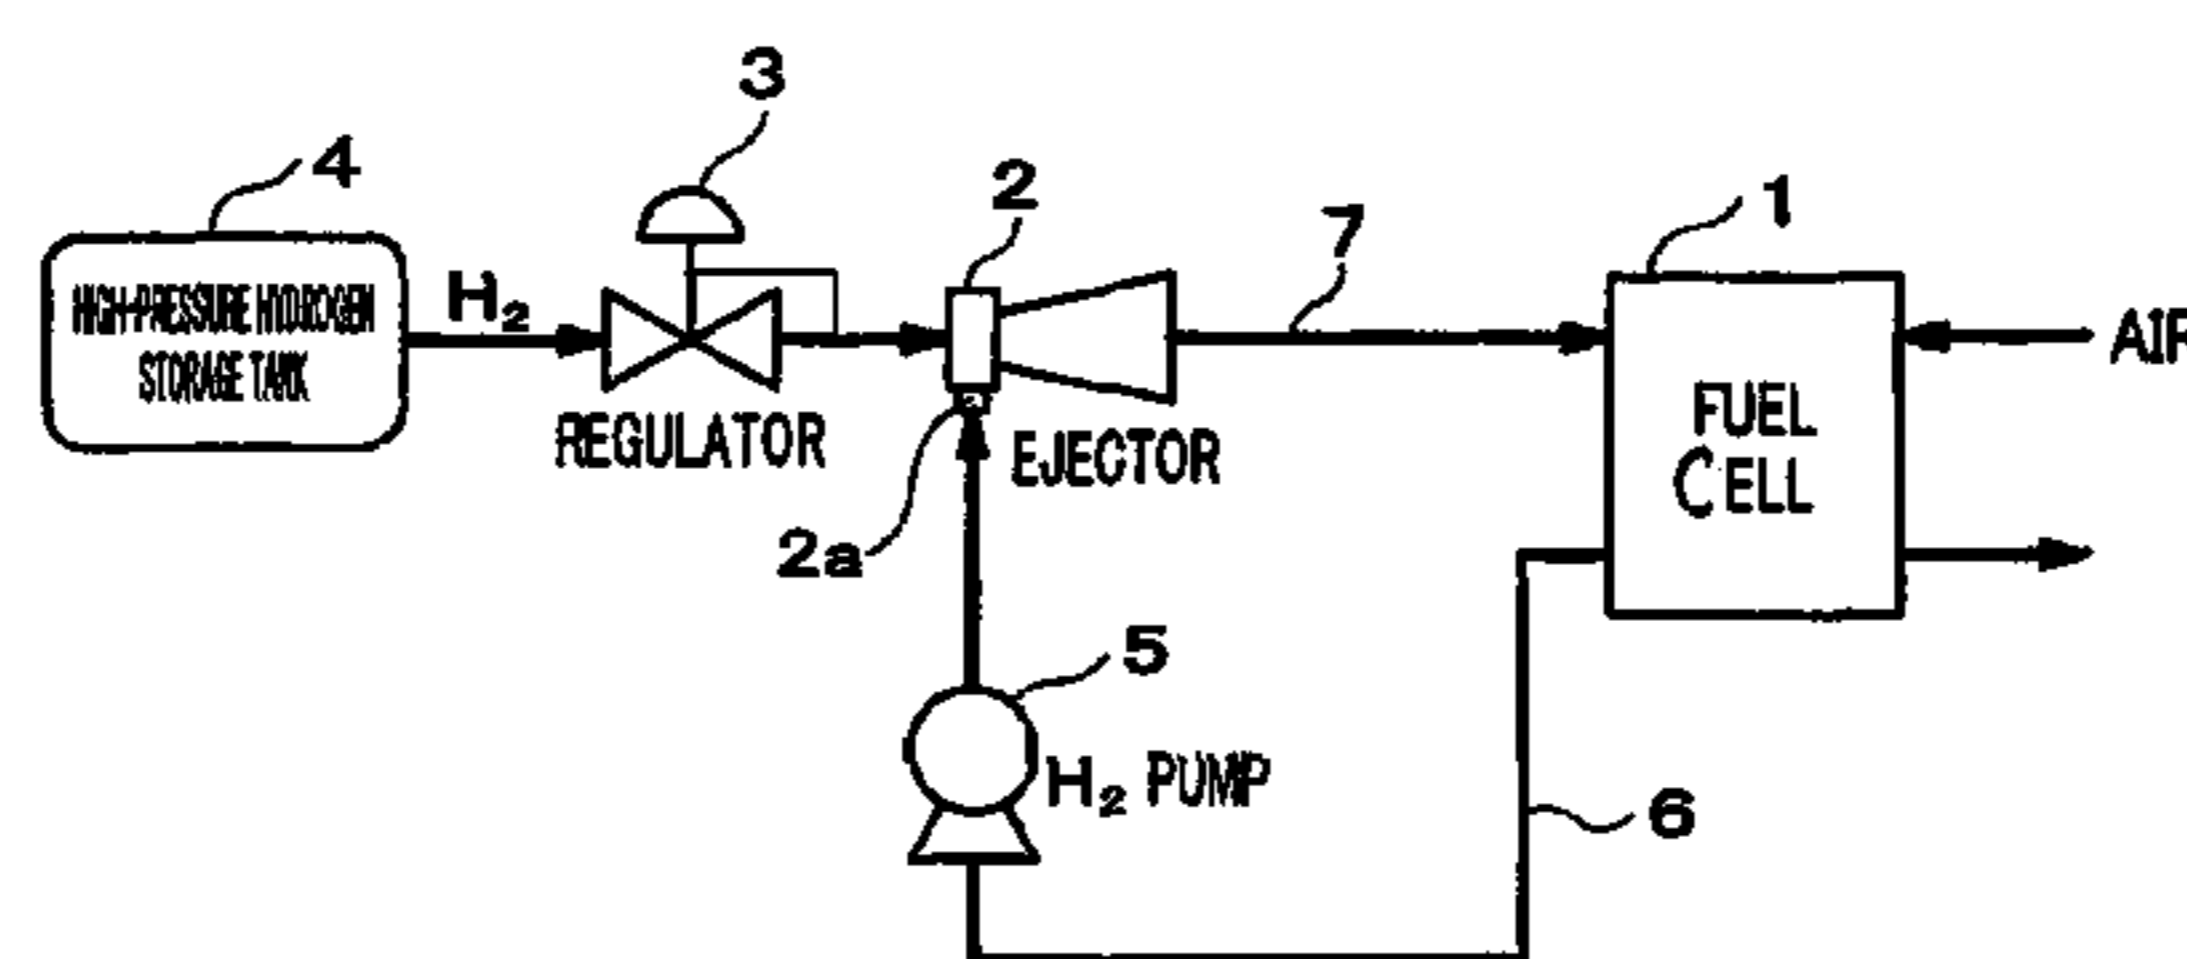 3
4
2
1
7
H₂
HIGH-PRESSURE HYDROGEN
STORAGE TANK
AIR
FUEL
CELL
REGULATOR
EJECTOR
2a
5
H₂ PUMP
6